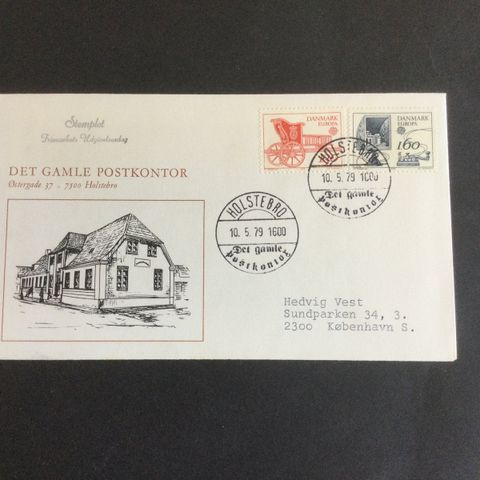 Stemplet
Frimærkets Udgivelsesdag
DET GAMLE POSTKONTOR
Østergade 37 . 7500 Holstebro
DANMARK
EUROPA
DANMARK
EUROPA
160
HOLSTEBRO
10. 5. 79 1600
Det gamle
postkontor
HOLSTEBRO
10. 5. 79 1600
Det gamle
postkontor
Hedvig Vest
Sundparken 34, 3.
2300 København S.